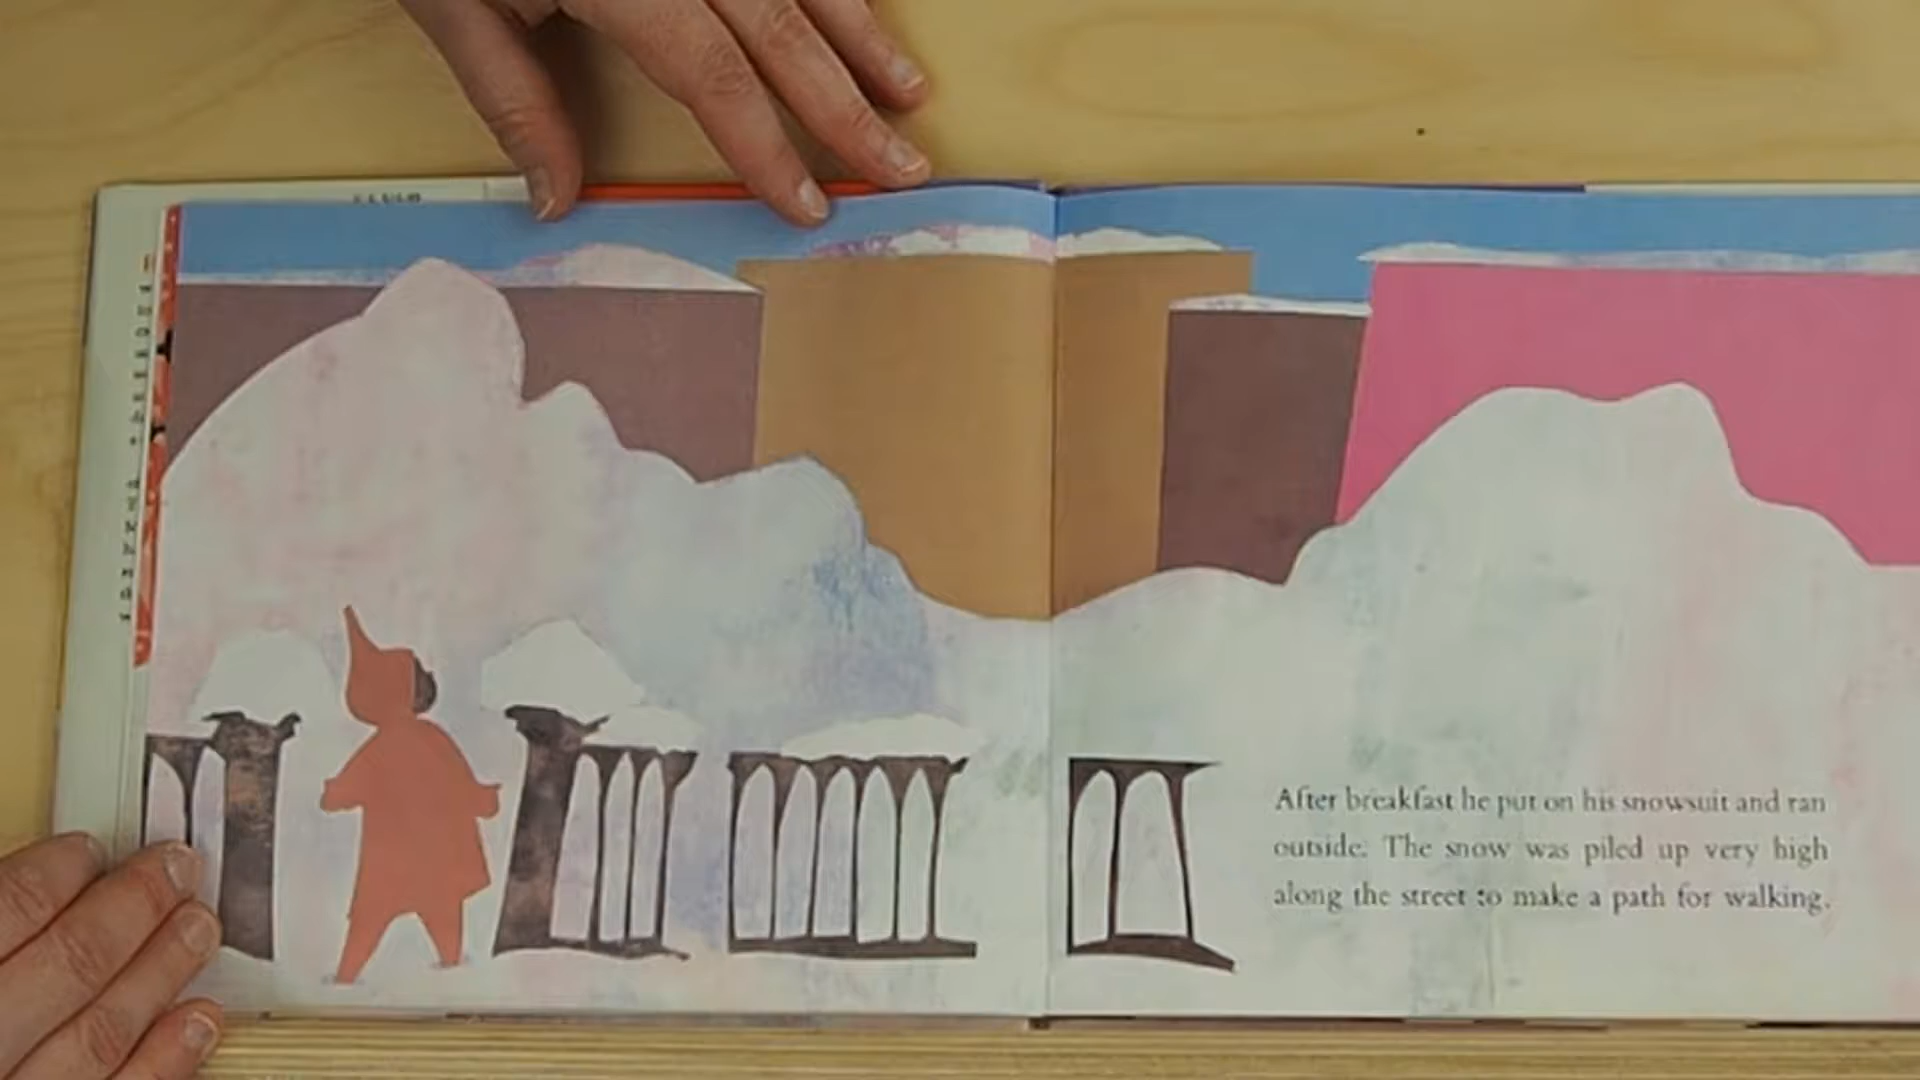 After breakfast he put on his snowsuit and ran
outside. The snow was piled up very high
along the street to make a path for walking.